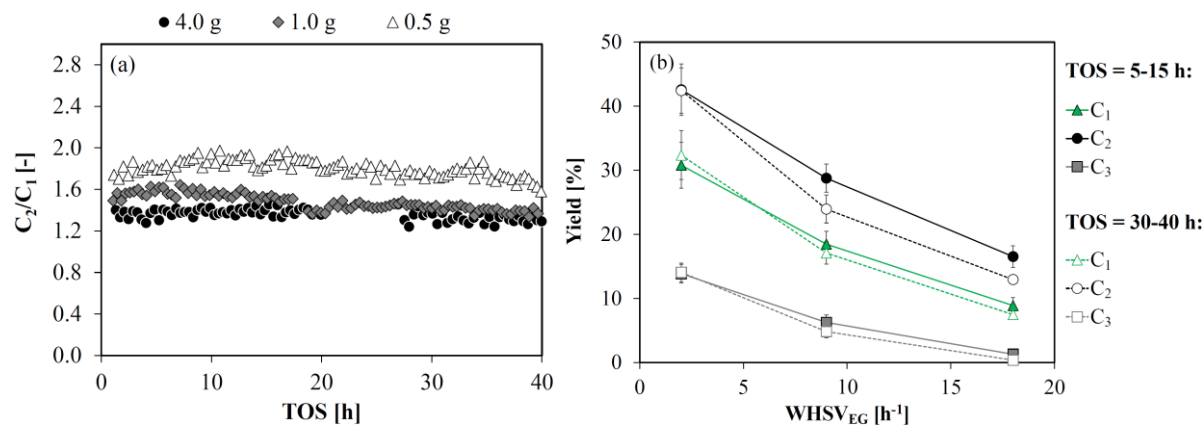 4.0 g 1.0 g 0.5 g
(a)
2.8
2.4
2.0
1.6
1.2
0.8
0.4
0.0
C₂/C₁ [-]
0 10 20 30 40
TOS [h]
(b)
50
40
30
20
10
0
Yield [%]
0 5 10 15 20
WHSV_EG [h⁻¹]
TOS = 5-15 h:
C₁
C₂
C₃
TOS = 30-40 h:
C₁
C₂
C₃